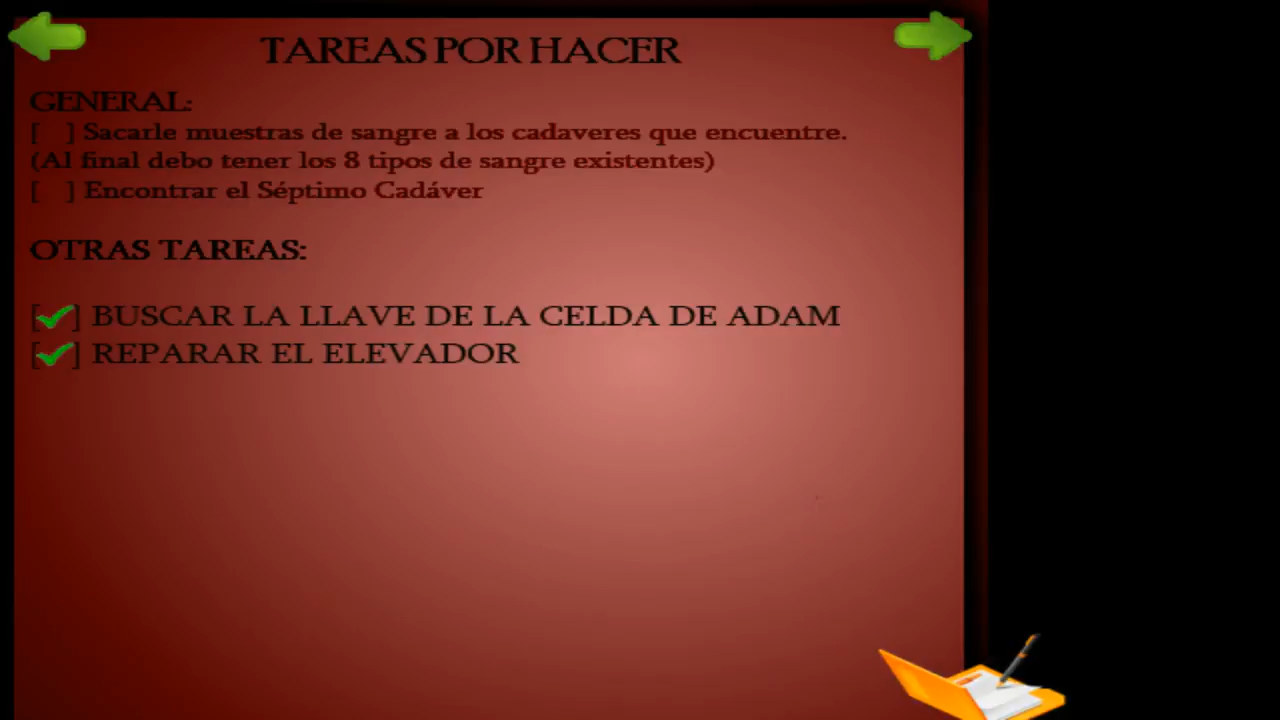 TAREAS POR HACER
GENERAL:
[ ] Sacarle muestras de sangre a los cadaveres que encuentre.
(Al final debo tener los 8 tipos de sangre existentes)
[ ] Encontrar el Séptimo Cadáver
OTRAS TAREAS:
[✓] BUSCAR LA LLAVE DE LA CELDA DE ADAM
[✓] REPARAR EL ELEVADOR